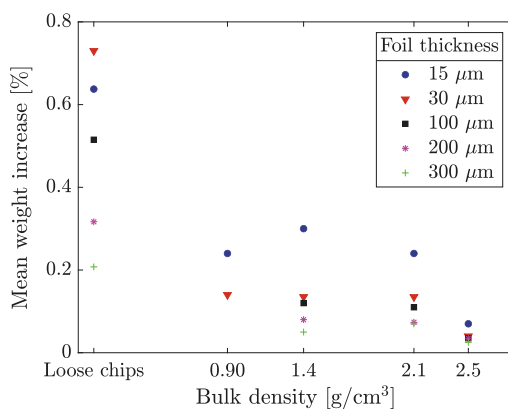 Mean weight increase [%]
0.8
0.6
0.4
0.2
0
Foil thickness
15 μm
30 μm
100 μm
200 μm
300 μm
Loose chips 0.90 1.4 2.1 2.5
Bulk density [g/cm³]